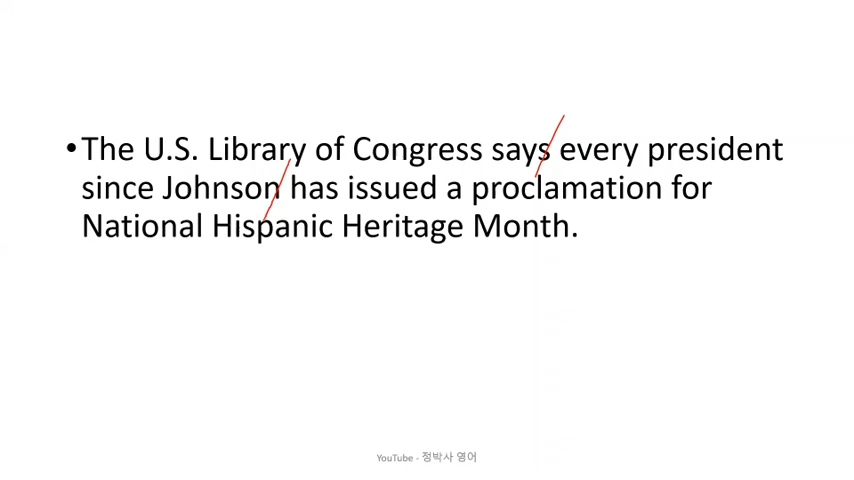 •The U.S. Library of Congress says every president
since Johnson has issued a proclamation for
National Hispanic Heritage Month.
YouTube - 정박사 영어